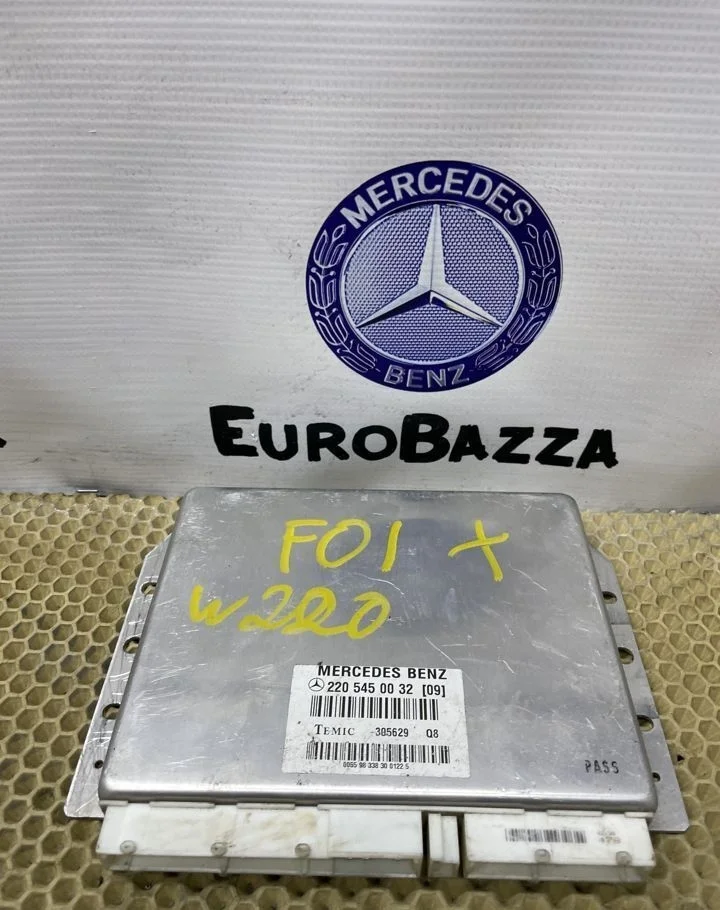 MERCEDES
BENZ
EUROBAZZA
F01 X
W220
MERCEDES BENZ
220 545 00 32 [09]
TEMIC 305629 Q8
PASS